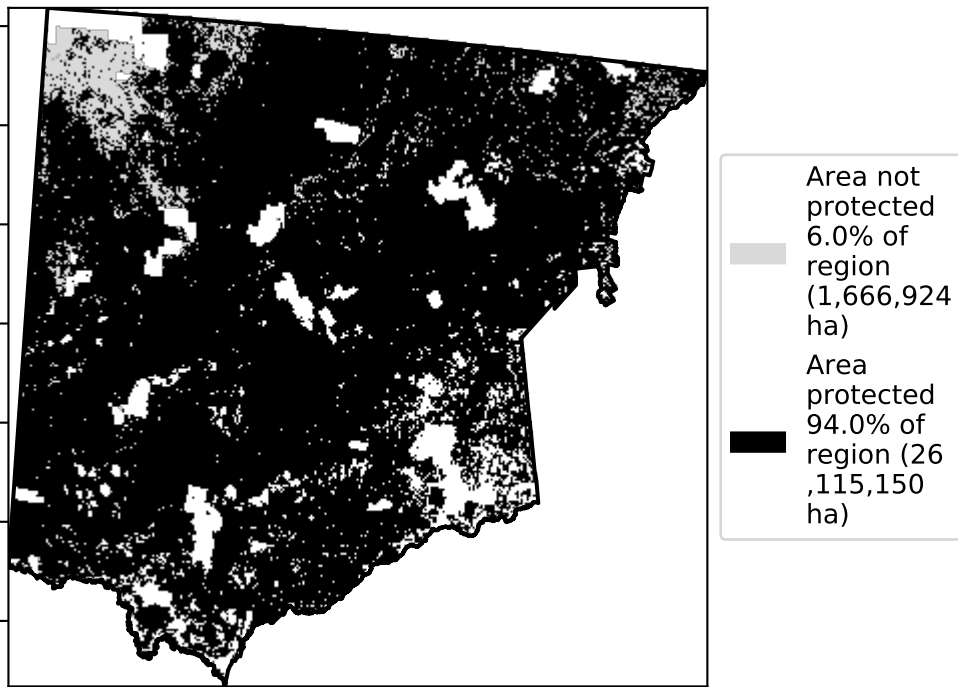 Area not
protected
6.0% of
region
(1,666,924
ha)
Area
protected
94.0% of
region (26
,115,150
ha)